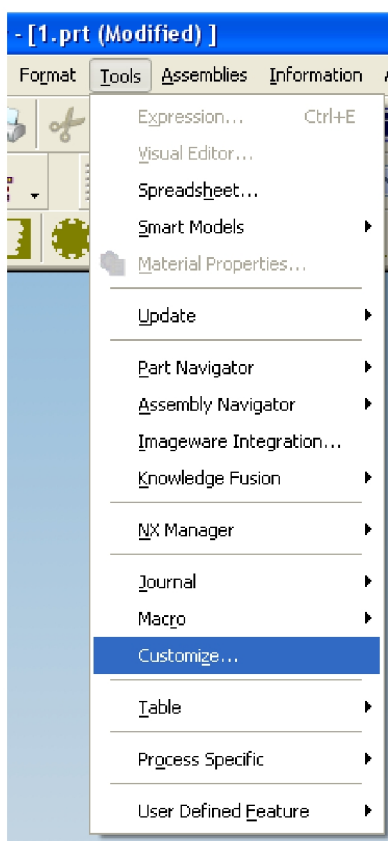 - [1.prt (Modified) ]
Format Tools Assemblies Information
Expression... Ctrl+E
Visual Editor...
Spreadsheet...
Smart Models
Material Properties...
Update
Part Navigator
Assembly Navigator
Imageware Integration...
Knowledge Fusion
NX Manager
Journal
Macro
Customize...
Table
Process Specific
User Defined Feature